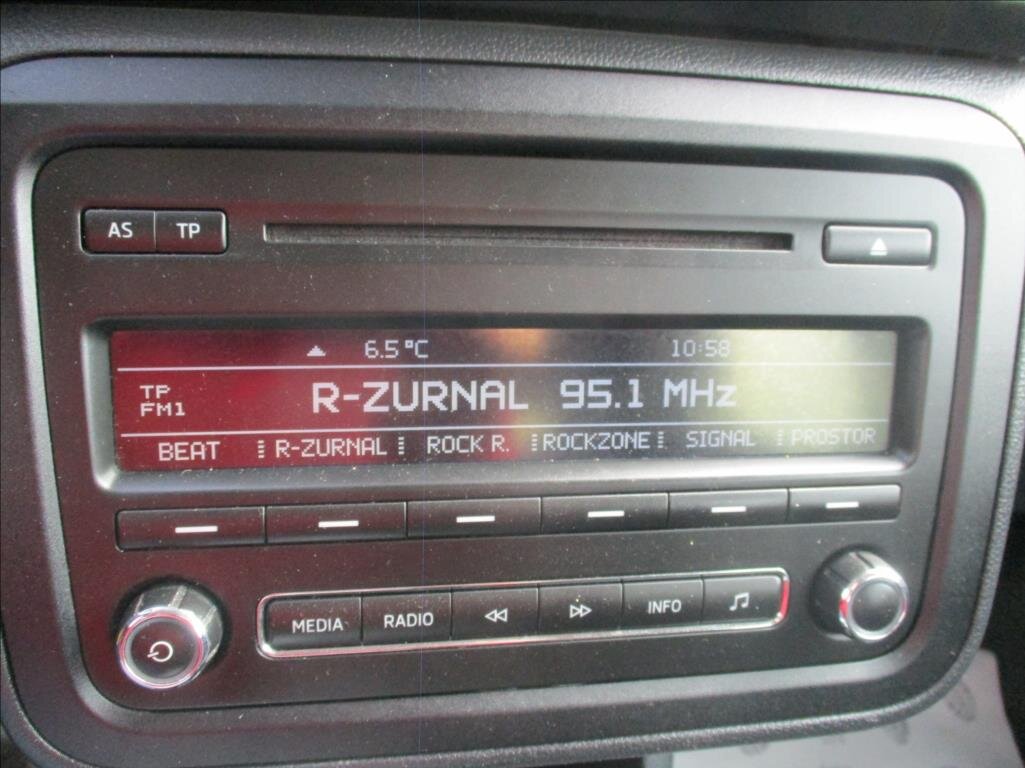 AS TP
6.5°C 10:58
TP
FM1
R-ZURNAL 95.1 MHz
BEAT R-ZURNAL ROCK R. ROCKZONE SIGNAL PROSTOR
MEDIA RADIO INFO